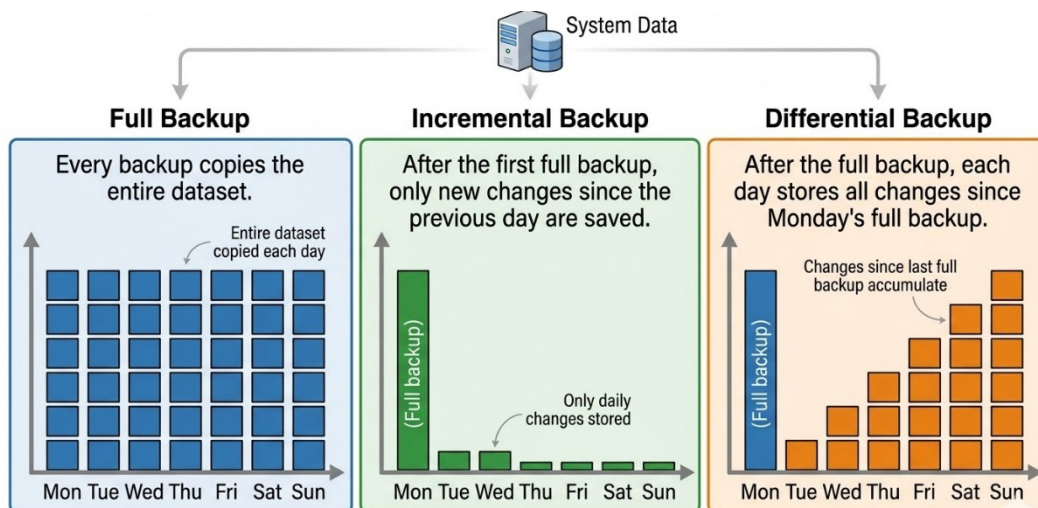 System Data
Full Backup
Every backup copies the
entire dataset.
Entire dataset
copied each day
Mon Tue Wed Thu Fri Sat Sun
Incremental Backup
After the first full backup,
only new changes since the
previous day are saved.
(Full backup)
Only daily
changes stored
Mon Tue Wed Thu Fri Sat Sun
Differential Backup
After the full backup, each
day stores all changes since
Monday's full backup.
Changes since last full
backup accumulate
(Full backup)
Mon Tue Wed Thu Fri Sat Sun